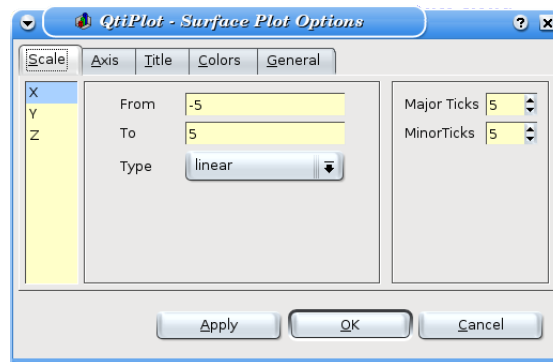 QtiPlot - Surface Plot Options
Scale Axis Title Colors General
X
Y
Z
From -5
To 5
Type linear
Major Ticks 5
MinorTicks 5
Apply OK Cancel